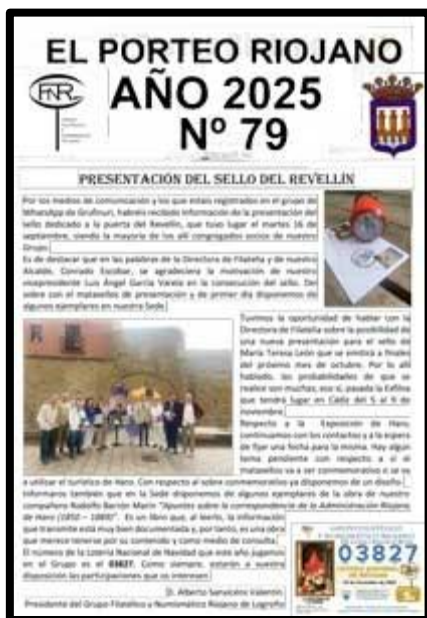 EL PORTEO RIOJANO
FNR
AÑO 2025
Nº 79
PRESENTACIÓN DEL SELLO DEL REVELLÍN
Por los medios de comunicación y los que estáis registrados en el grupo de
WhatsApp de Grufinuri, habréis recibido información de la presentación del
sello dedicado a la puerta del Revellín, que tuvo lugar el martes 16 de
septiembre, siendo la mayoría de los allí congregados socios de nuestro
Grupo.
Es de destacar que en las palabras de la Directora de Filatelia y de nuestro
Alcalde, Conrado Escobar, se agradeciera la motivación de nuestro
vicepresidente Luis Ángel García Varela en la consecución del sello. Del
sobre con el matasellos de presentación y de primer día disponemos de
algunos ejemplares en nuestra Sede.
Tuvimos la oportunidad de hablar con la
Directora de Filatelia sobre la posibilidad de
una nueva presentación para el sello de
María Teresa León que se emitirá a finales
del próximo mes de octubre. Por lo allí
hablado, las probabilidades de que se
realice son muchas, eso sí, pasada la Exfilna
que tendrá lugar en Cádiz del 5 al 9 de
noviembre.
Respecto a la Exposición de Haro,
continuamos con los contactos y a la espera
de fijar una fecha para la misma. Hay algún
tema pendiente con respecto a si el
matasellos va a ser conmemorativo o se va
a utilizar el turístico de Haro. Con respecto al sobre conmemorativo ya disponemos de un diseño.
Informaros también que en la Sede disponemos de algunos ejemplares de la obra de nuestro
compañero Rodolfo Barrón Marín "Apuntes sobre la correspondencia de la Administración Riojana
de Haro (1850 – 1869)". Es un libro que, al leerlo, la información
que transmite está muy bien documentada y, por tanto, es una obra
que merece tenerse por su contenido y como medio de consulta.
El número de la Lotería Nacional de Navidad que este año jugamos
en el Grupo es el 03827. Como siempre, estarán a vuestra
disposición las participaciones que os interesen.
D. Alberto Sanvicéns Valentín
Presidente del Grupo Filatélico y Numismático Riojano de Logroño
03827